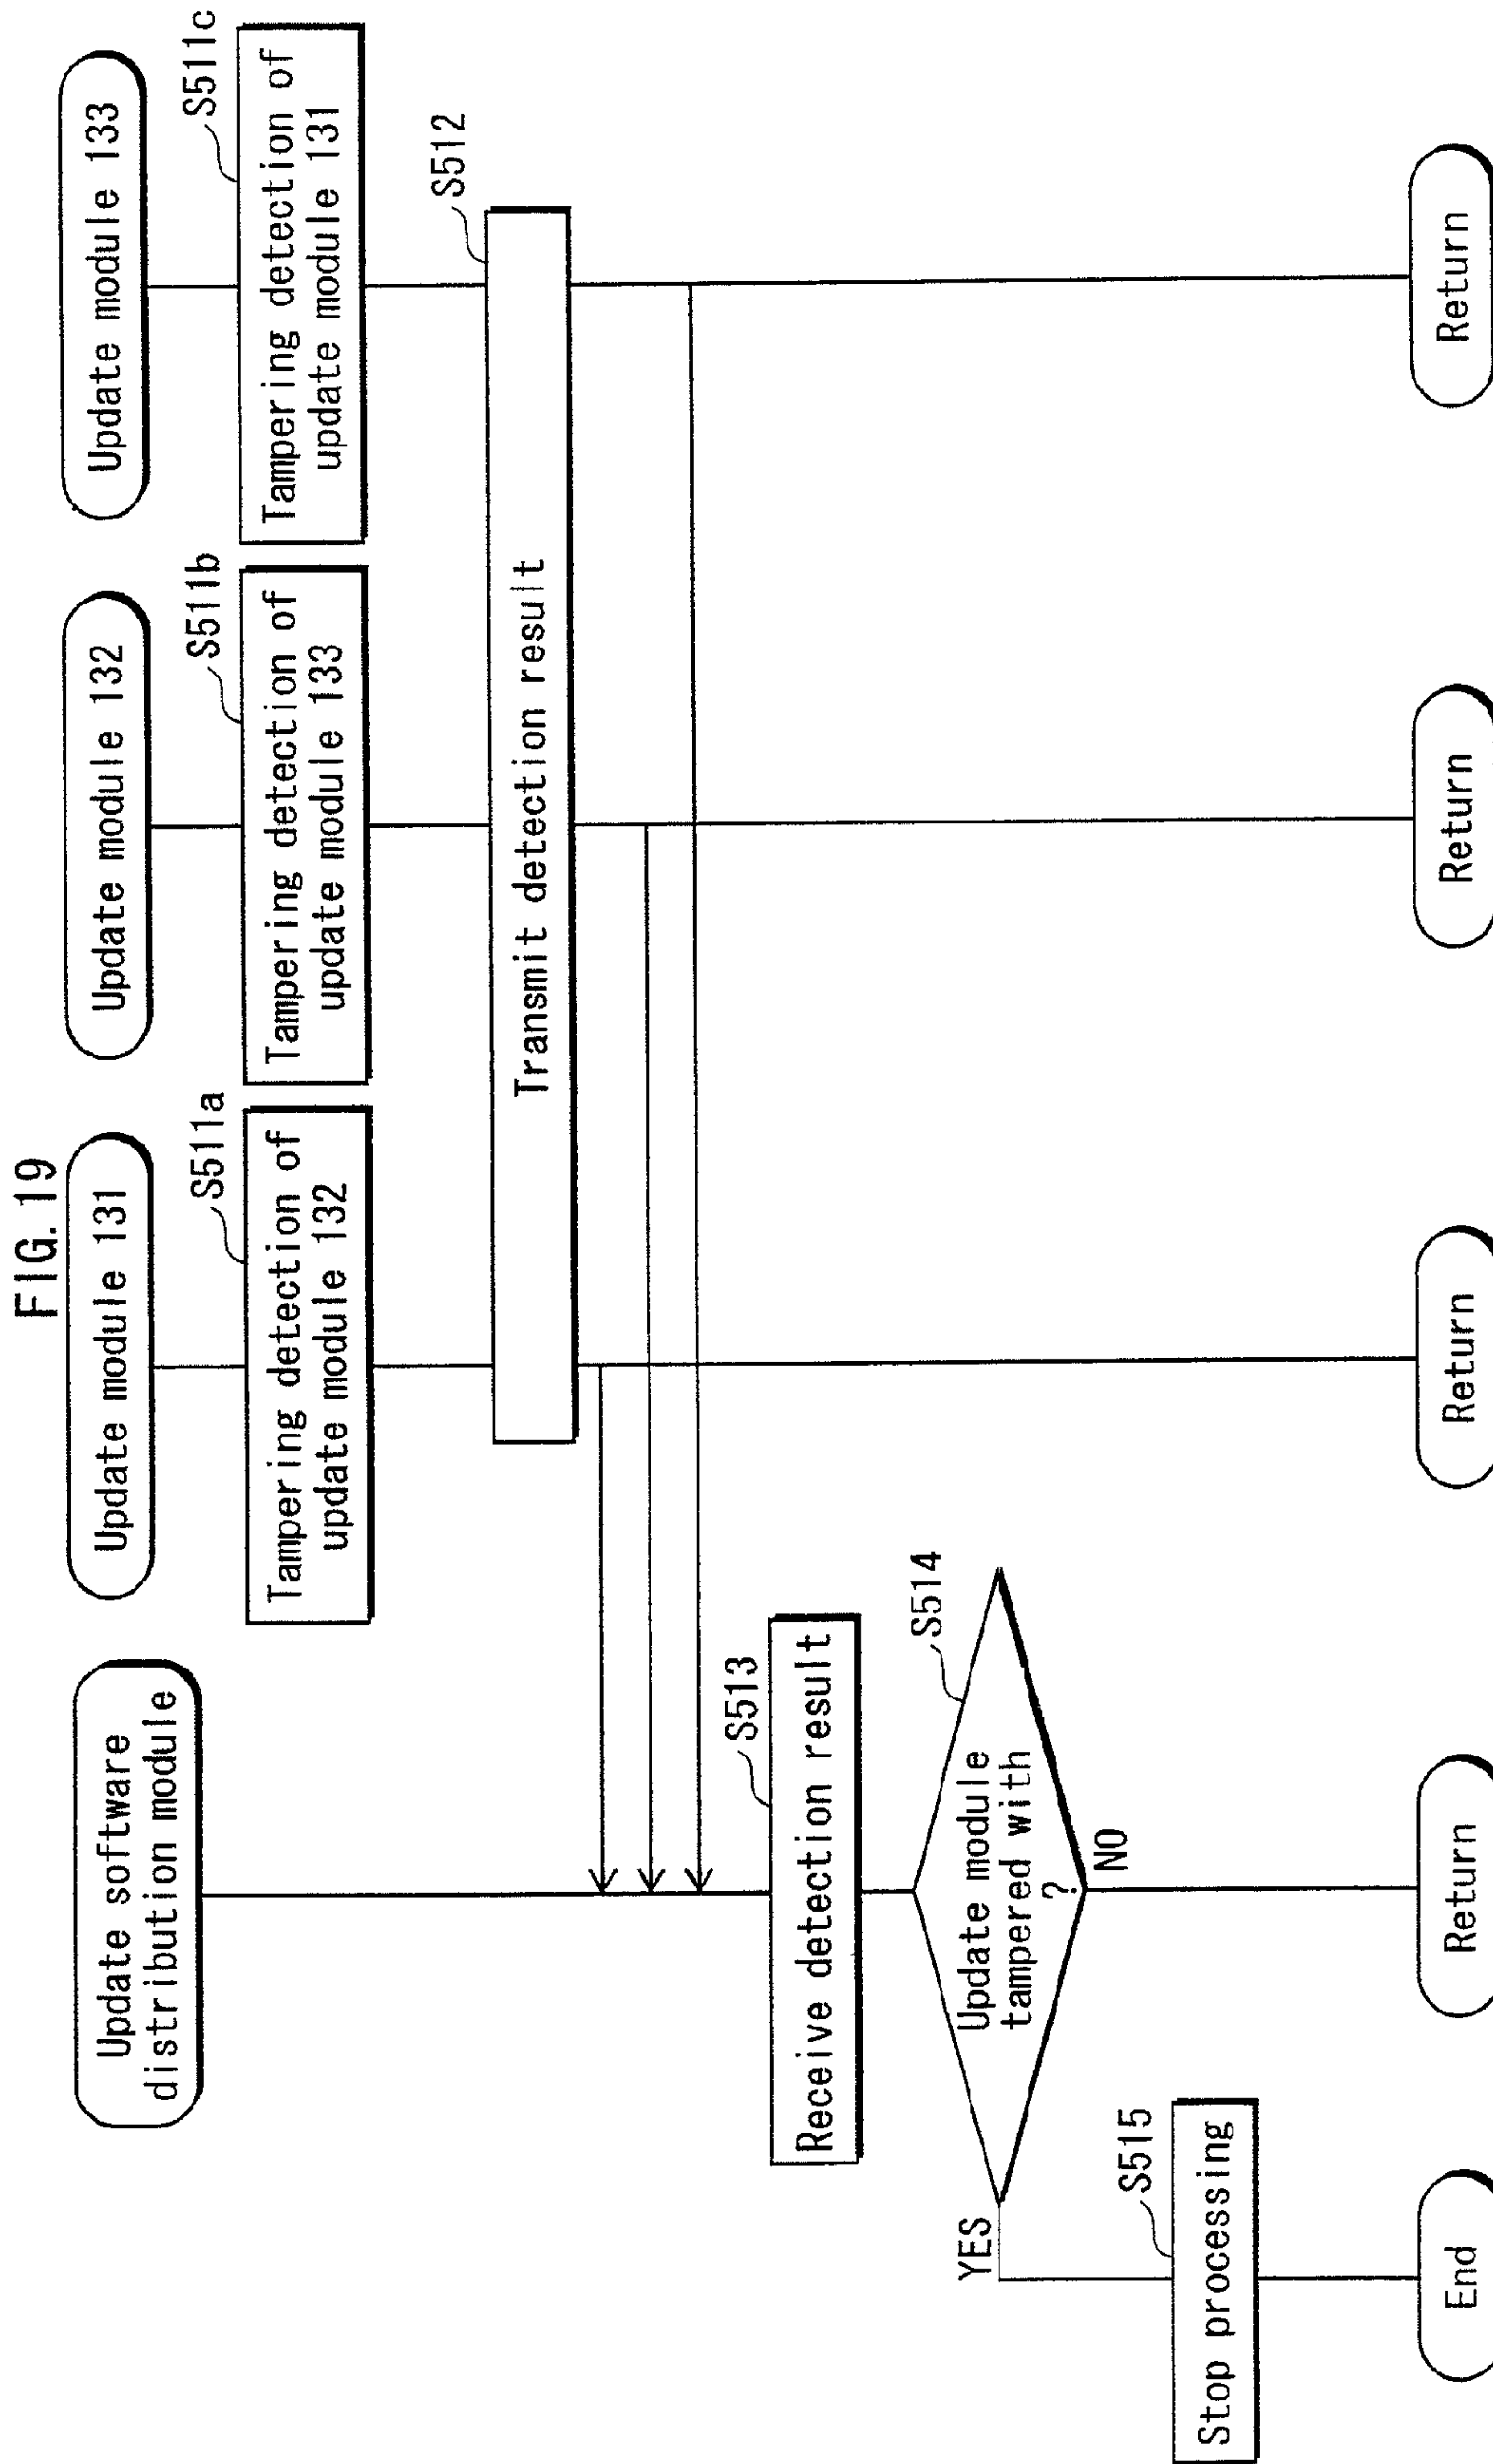 FIG. 19
Update software
distribution module
Update module 131
Update module 132
Update module 133
S511a
Tampering detection of
update module 132
S511b
Tampering detection of
update module 133
S511c
Tampering detection of
update module 131
S512
Transmit detection result
S513
Receive detection result
S514
Update module
tampered with
?
YES
NO
S515
Stop processing
End
Return
Return
Return
Return